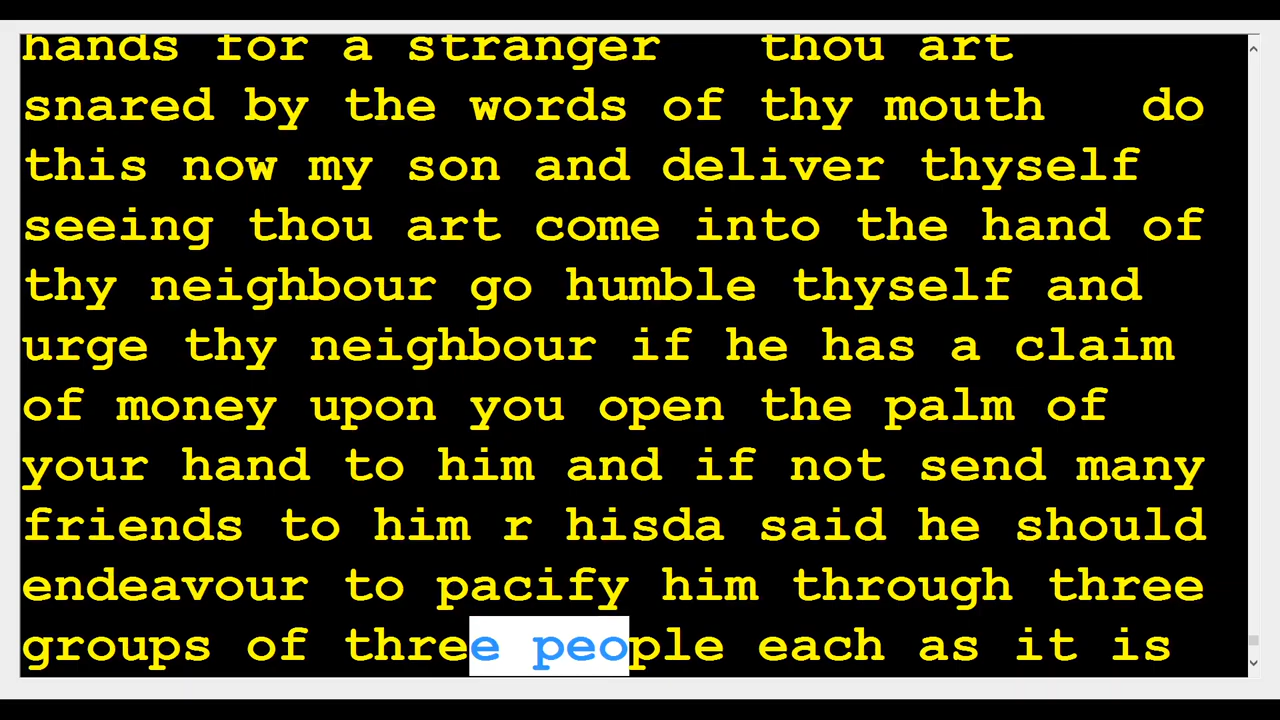 hands for a stranger thou art
snared by the words of thy mouth do
this now my son and deliver thyself
seeing thou art come into the hand of
thy neighbour go humble thyself and
urge thy neighbour if he has a claim
of money upon you open the palm of
your hand to him and if not send many
friends to him r hisda said he should
endeavour to pacify him through three
groups of three people each as it is